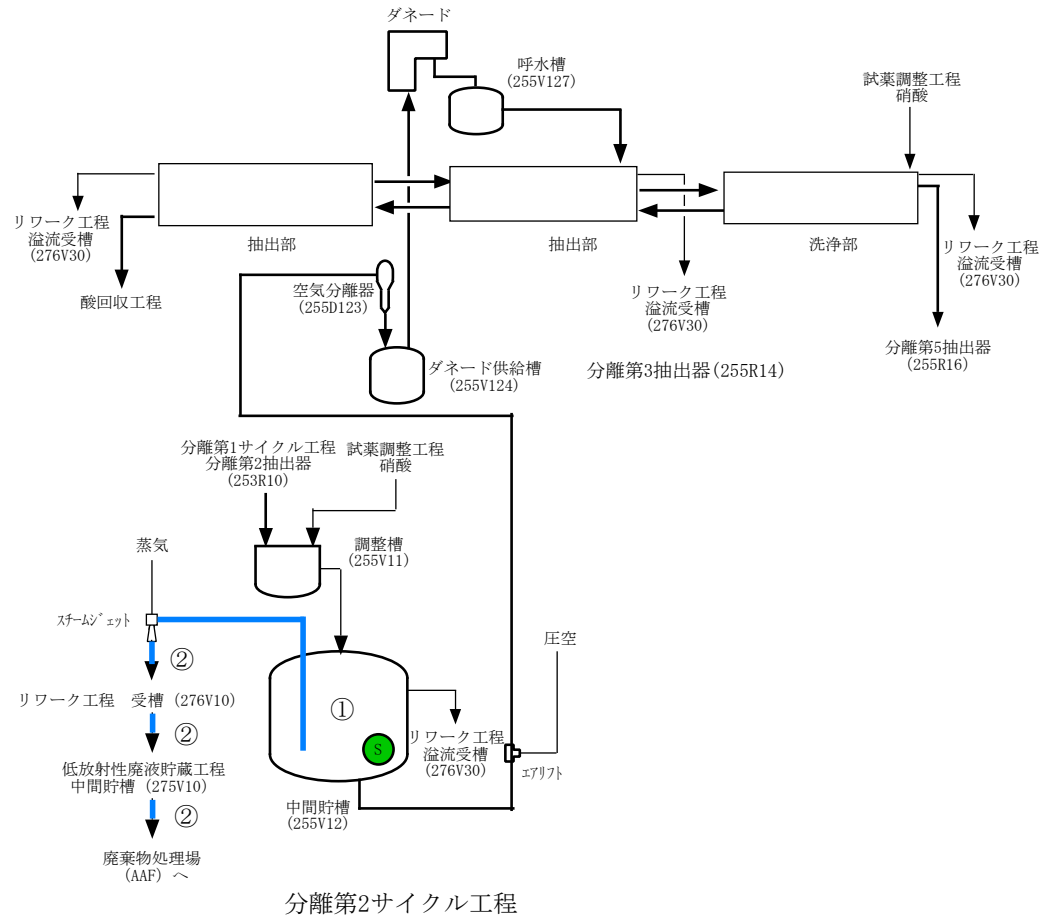 ダネード
呼水槽
(255V127)
試薬調整工程
硝酸
リワーク工程
溢流受槽
(276V30)
酸回収工程
抽出部
抽出部
洗浄部
リワーク工程
溢流受槽
(276V30)
リワーク工程
溢流受槽
(276V30)
分離第5抽出器
(255R16)
空気分離器
(255D123)
ダネード供給槽
(255V124)
分離第3抽出器(255R14)
分離第1サイクル工程
分離第2抽出器
(253R10)
試薬調整工程
硝酸
調整槽
(255V11)
蒸気
スチームジェット
②
リワーク工程 受槽 (276V10)
②
低放射性廃液貯蔵工程
中間貯槽 (275V10)
②
廃棄物処理場
(AAF) へ
①
S
リワーク工程
溢流受槽
(276V30)
中間貯槽
(255V12)
圧空
エアリフト
分離第2サイクル工程